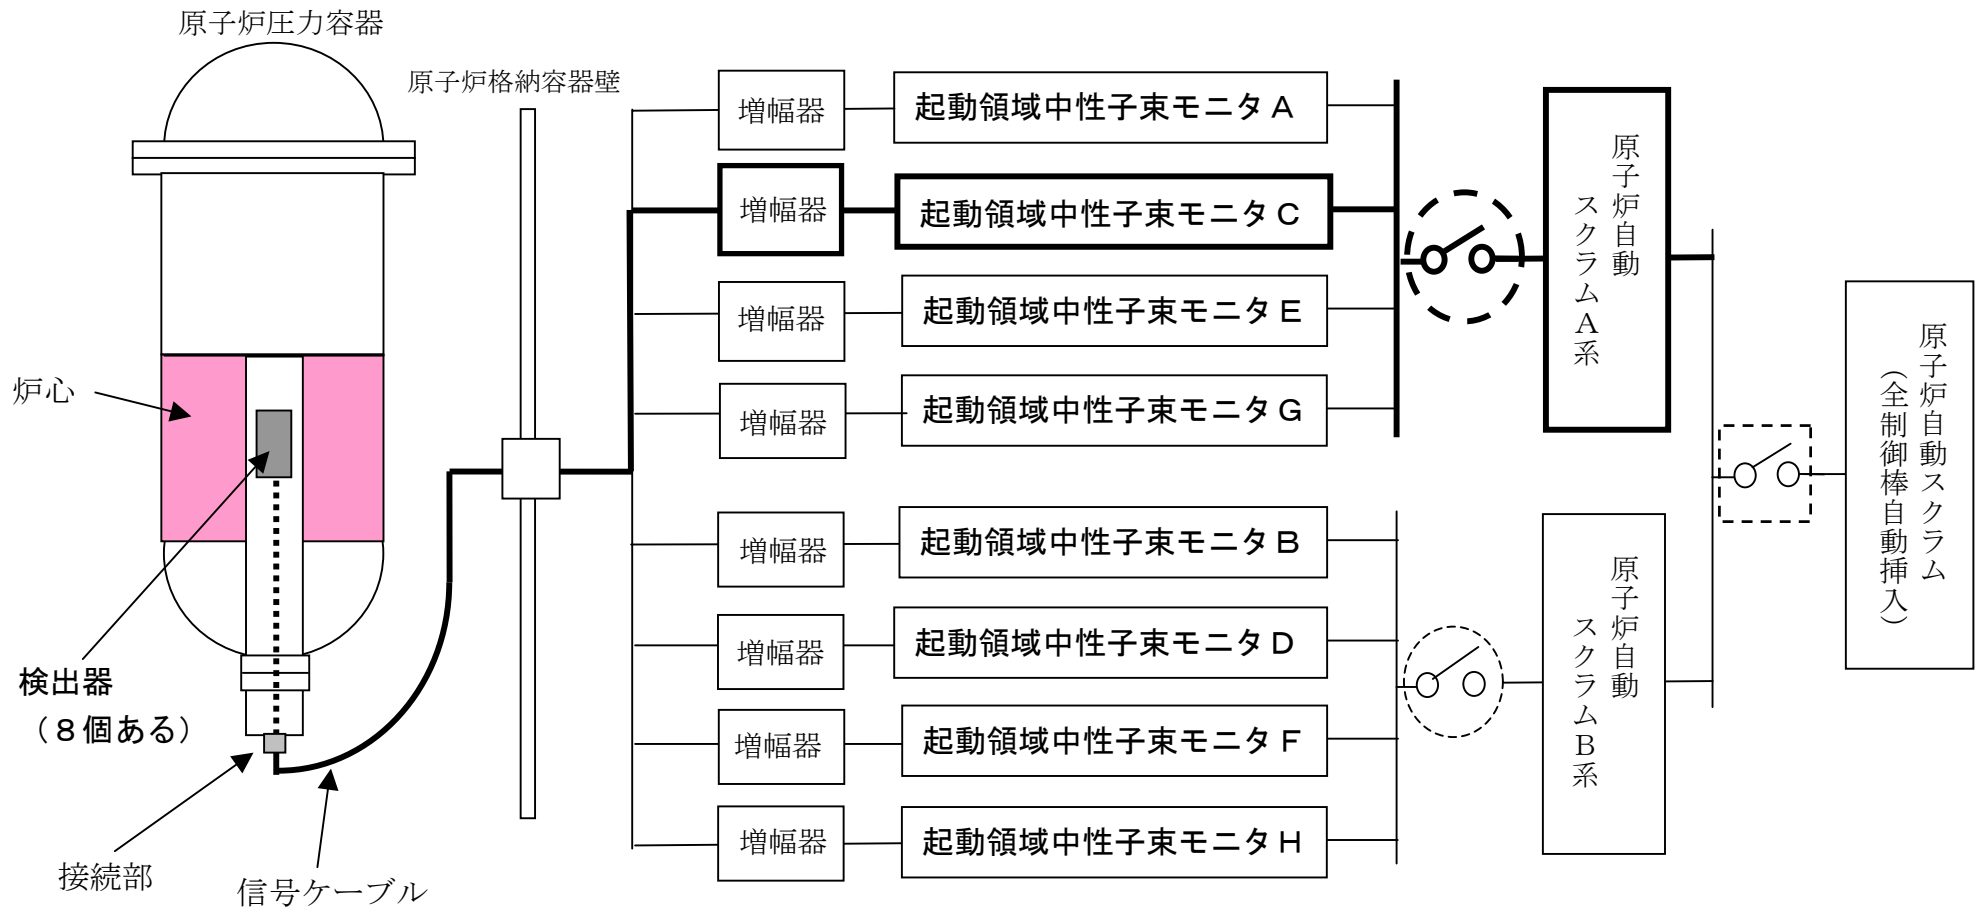 原子炉圧力容器
原子炉格納容器壁
増幅器
起動領域中性子束モニタA
増幅器
起動領域中性子束モニタC
増幅器
起動領域中性子束モニタE
増幅器
起動領域中性子束モニタG
増幅器
起動領域中性子束モニタB
増幅器
起動領域中性子束モニタD
増幅器
起動領域中性子束モニタF
増幅器
起動領域中性子束モニタH
原子炉自動
スクラムA系
原子炉自動
スクラムB系
原子炉自動スクラム
(全制御棒自動挿入)
炉心
検出器
(8個ある)
接続部
信号ケーブル